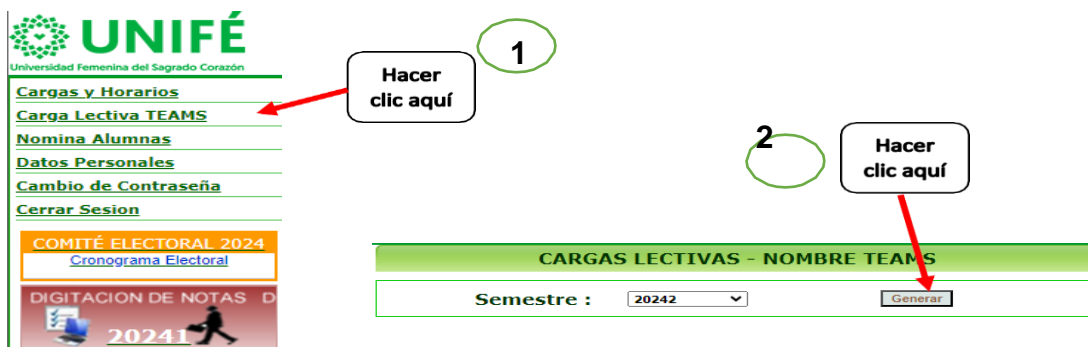 UNIFÉ
Universidad Femenina del Sagrado Corazón
Cargas y Horarios
Carga Lectiva TEAMS
Nomina Alumnas
Datos Personales
Cambio de Contraseña
Cerrar Sesion
COMITÉ ELECTORAL 2024
Cronograma Electoral
DIGITACION DE NOTAS D
20241
Hacer
clic aquí
1
2
Hacer
clic aquí
CARGAS LECTIVAS - NOMBRE TEAMS
Semestre : 20242 Generar